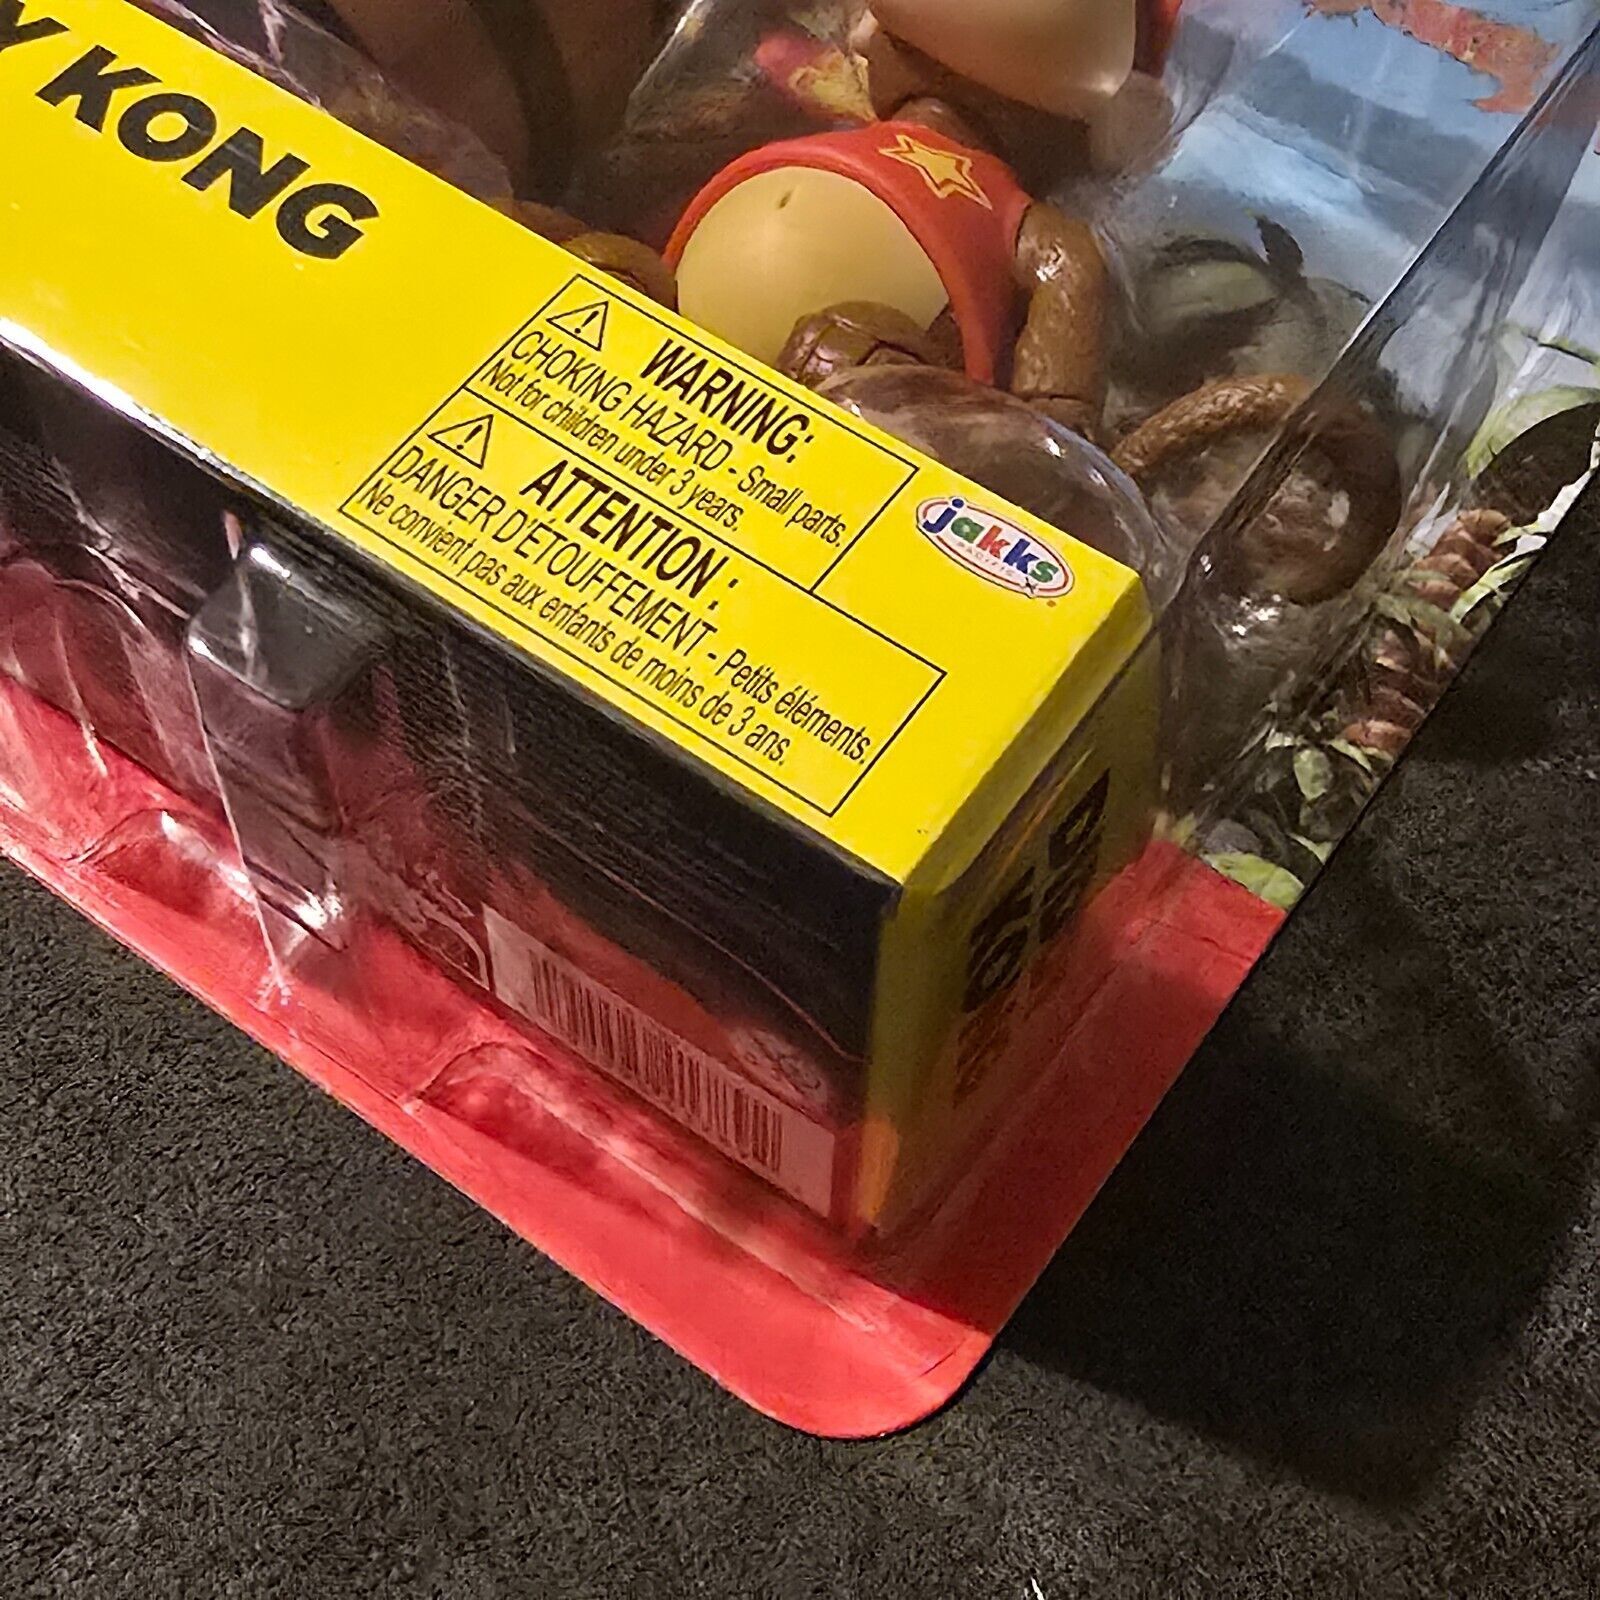 Y KONG
WARNING:
CHOKING HAZARD - Small parts.
Not for children under 3 years.
ATTENTION :
DANGER D'ÉTOUFFEMENT - Petits éléments.
Ne convient pas aux enfants de moins de 3 ans.
jakks
PACIFIC